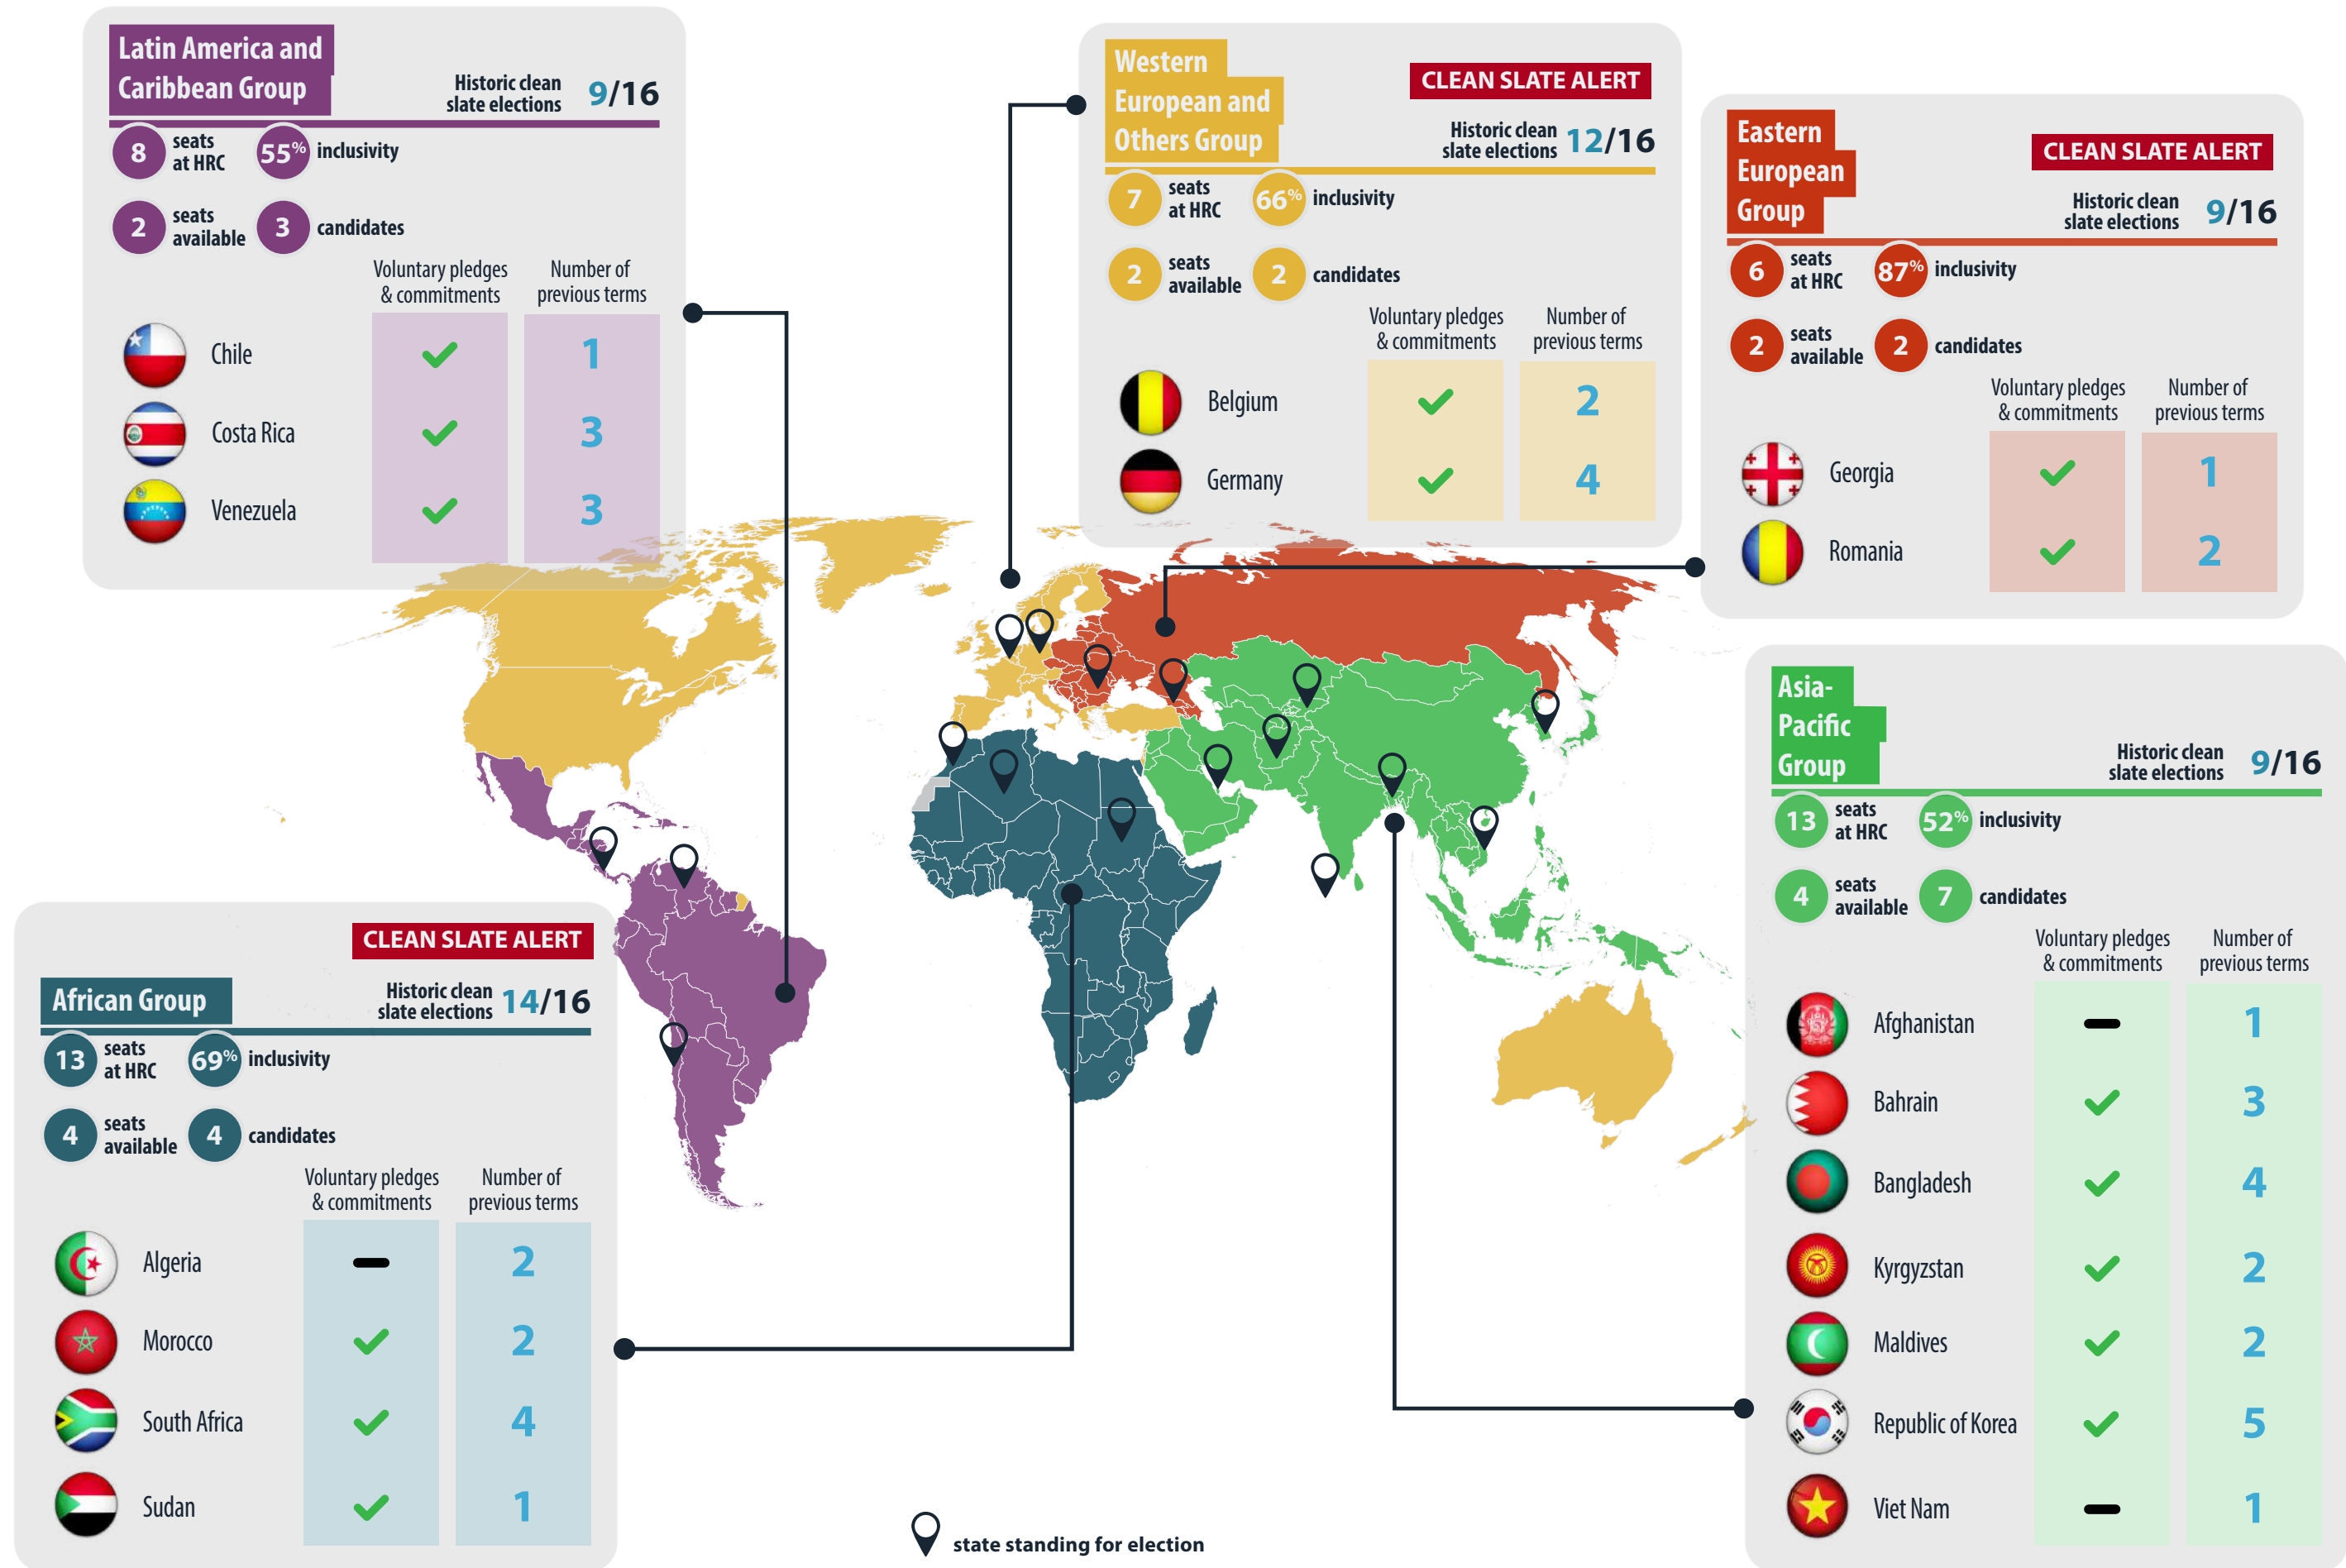 Latin America and
Caribbean Group
Historic clean
slate elections 9/16
8 seats
at HRC
55% inclusivity
2 seats
available
3 candidates
Voluntary pledges
& commitments
Number of
previous terms
Chile 1
Costa Rica 3
Venezuela 3
Western
European and
Others Group
CLEAN SLATE ALERT
Historic clean
slate elections 12/16
7 seats
at HRC
66% inclusivity
2 seats
available
2 candidates
Voluntary pledges
& commitments
Number of
previous terms
Belgium 2
Germany 4
Eastern
European
Group
CLEAN SLATE ALERT
Historic clean
slate elections 9/16
6 seats
at HRC
87% inclusivity
2 seats
available
2 candidates
Voluntary pledges
& commitments
Number of
previous terms
Georgia 1
Romania 2
Asia-
Pacific
Group
Historic clean
slate elections 9/16
13 seats
at HRC
52% inclusivity
4 seats
available
7 candidates
Voluntary pledges
& commitments
Number of
previous terms
Afghanistan 1
Bahrain 3
Bangladesh 4
Kyrgyzstan 2
Maldives 2
Republic of Korea 5
Viet Nam 1
CLEAN SLATE ALERT
African Group
Historic clean
slate elections 14/16
13 seats
at HRC
69% inclusivity
4 seats
available
4 candidates
Voluntary pledges
& commitments
Number of
previous terms
Algeria 2
Morocco 2
South Africa 4
Sudan 1
state standing for election